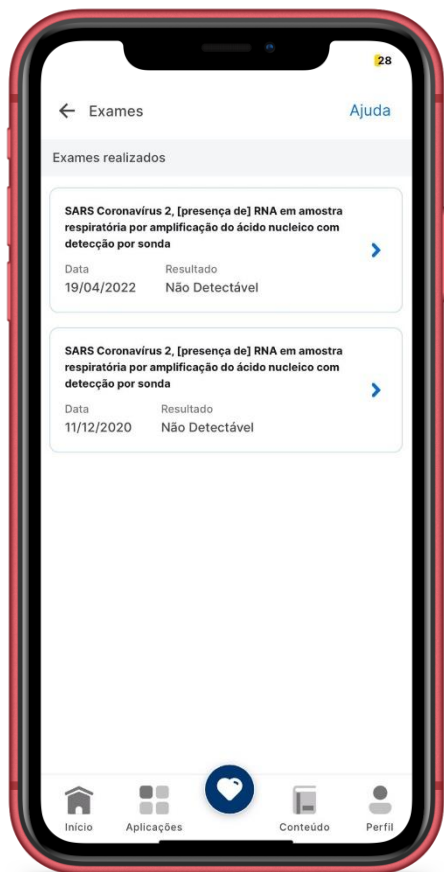 28
← Exames
Ajuda
Exames realizados
SARS Coronavírus 2, [presença de] RNA em amostra
respiratória por amplificação do ácido nucleico com
detecção por sonda
Data Resultado
19/04/2022 Não Detectável
SARS Coronavírus 2, [presença de] RNA em amostra
respiratória por amplificação do ácido nucleico com
detecção por sonda
Data Resultado
11/12/2020 Não Detectável
Início Aplicações Conteúdo Perfil